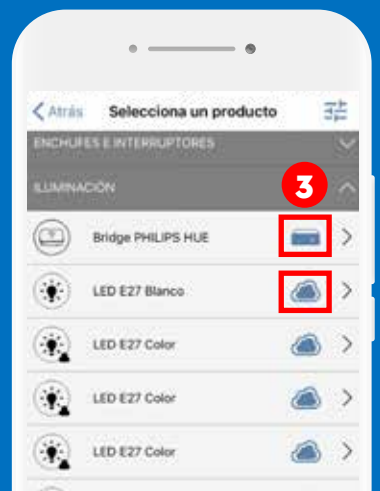 Atrás Selecciona un producto
ENCHUFES E INTERRUPTORES
ILUMINACIÓN
3
Bridge PHILIPS HUE
LED E27 Blanco
LED E27 Color
LED E27 Color
LED E27 Color